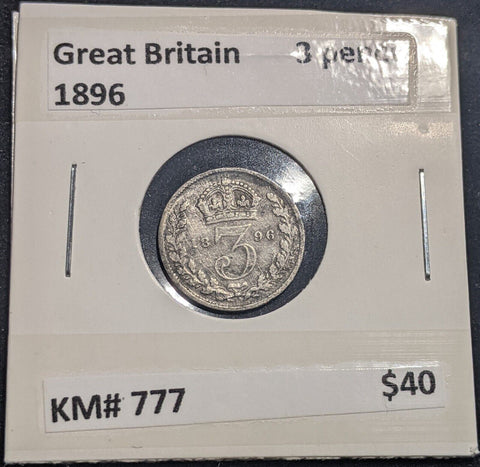 Great Britain 3 pence
1896
18 3 96
KM# 777 $40